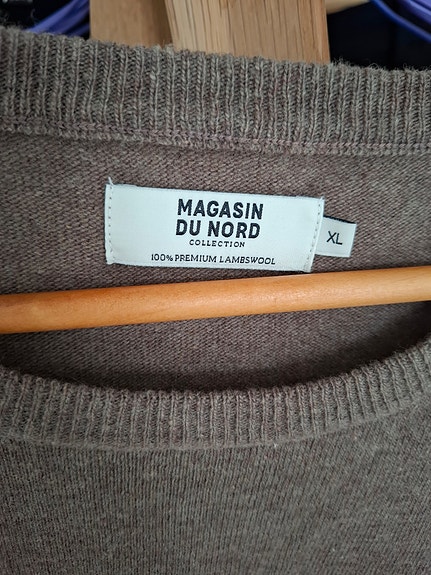 MAGASIN
DU NORD
COLLECTION
100% PREMIUM LAMBSWOOL
XL